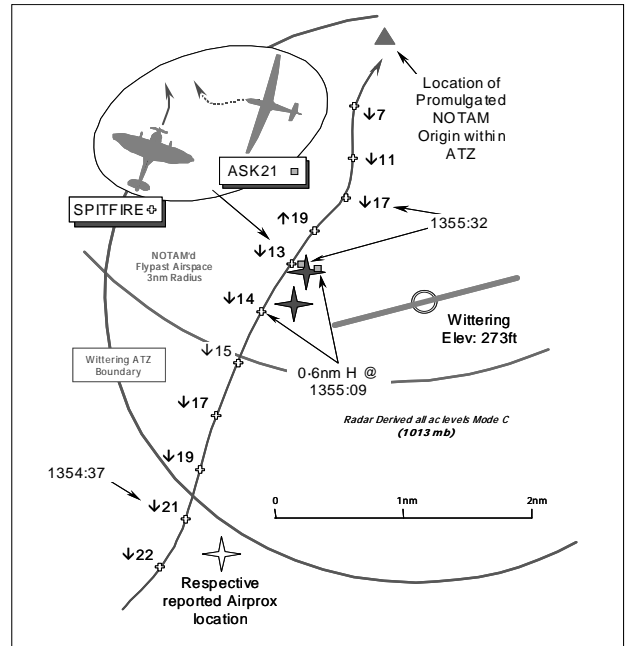 Location of
Promulgated
NOTAM
Origin within
ATZ
↓7
ASK21
↓11
SPITFIRE
↑19
↓17
1355:32
↓13
NOTAM'd
Flypast Airspace
3nm Radius
↓14
Wittering
Elev: 273ft
↓15
Wittering ATZ
Boundary
0·6nm H @
1355:09
↓17
Radar Derived all ac levels Mode C
(1013 mb)
↓19
1354:37
↓21
0
1nm
2nm
↓22
Respective
reported Airprox
location